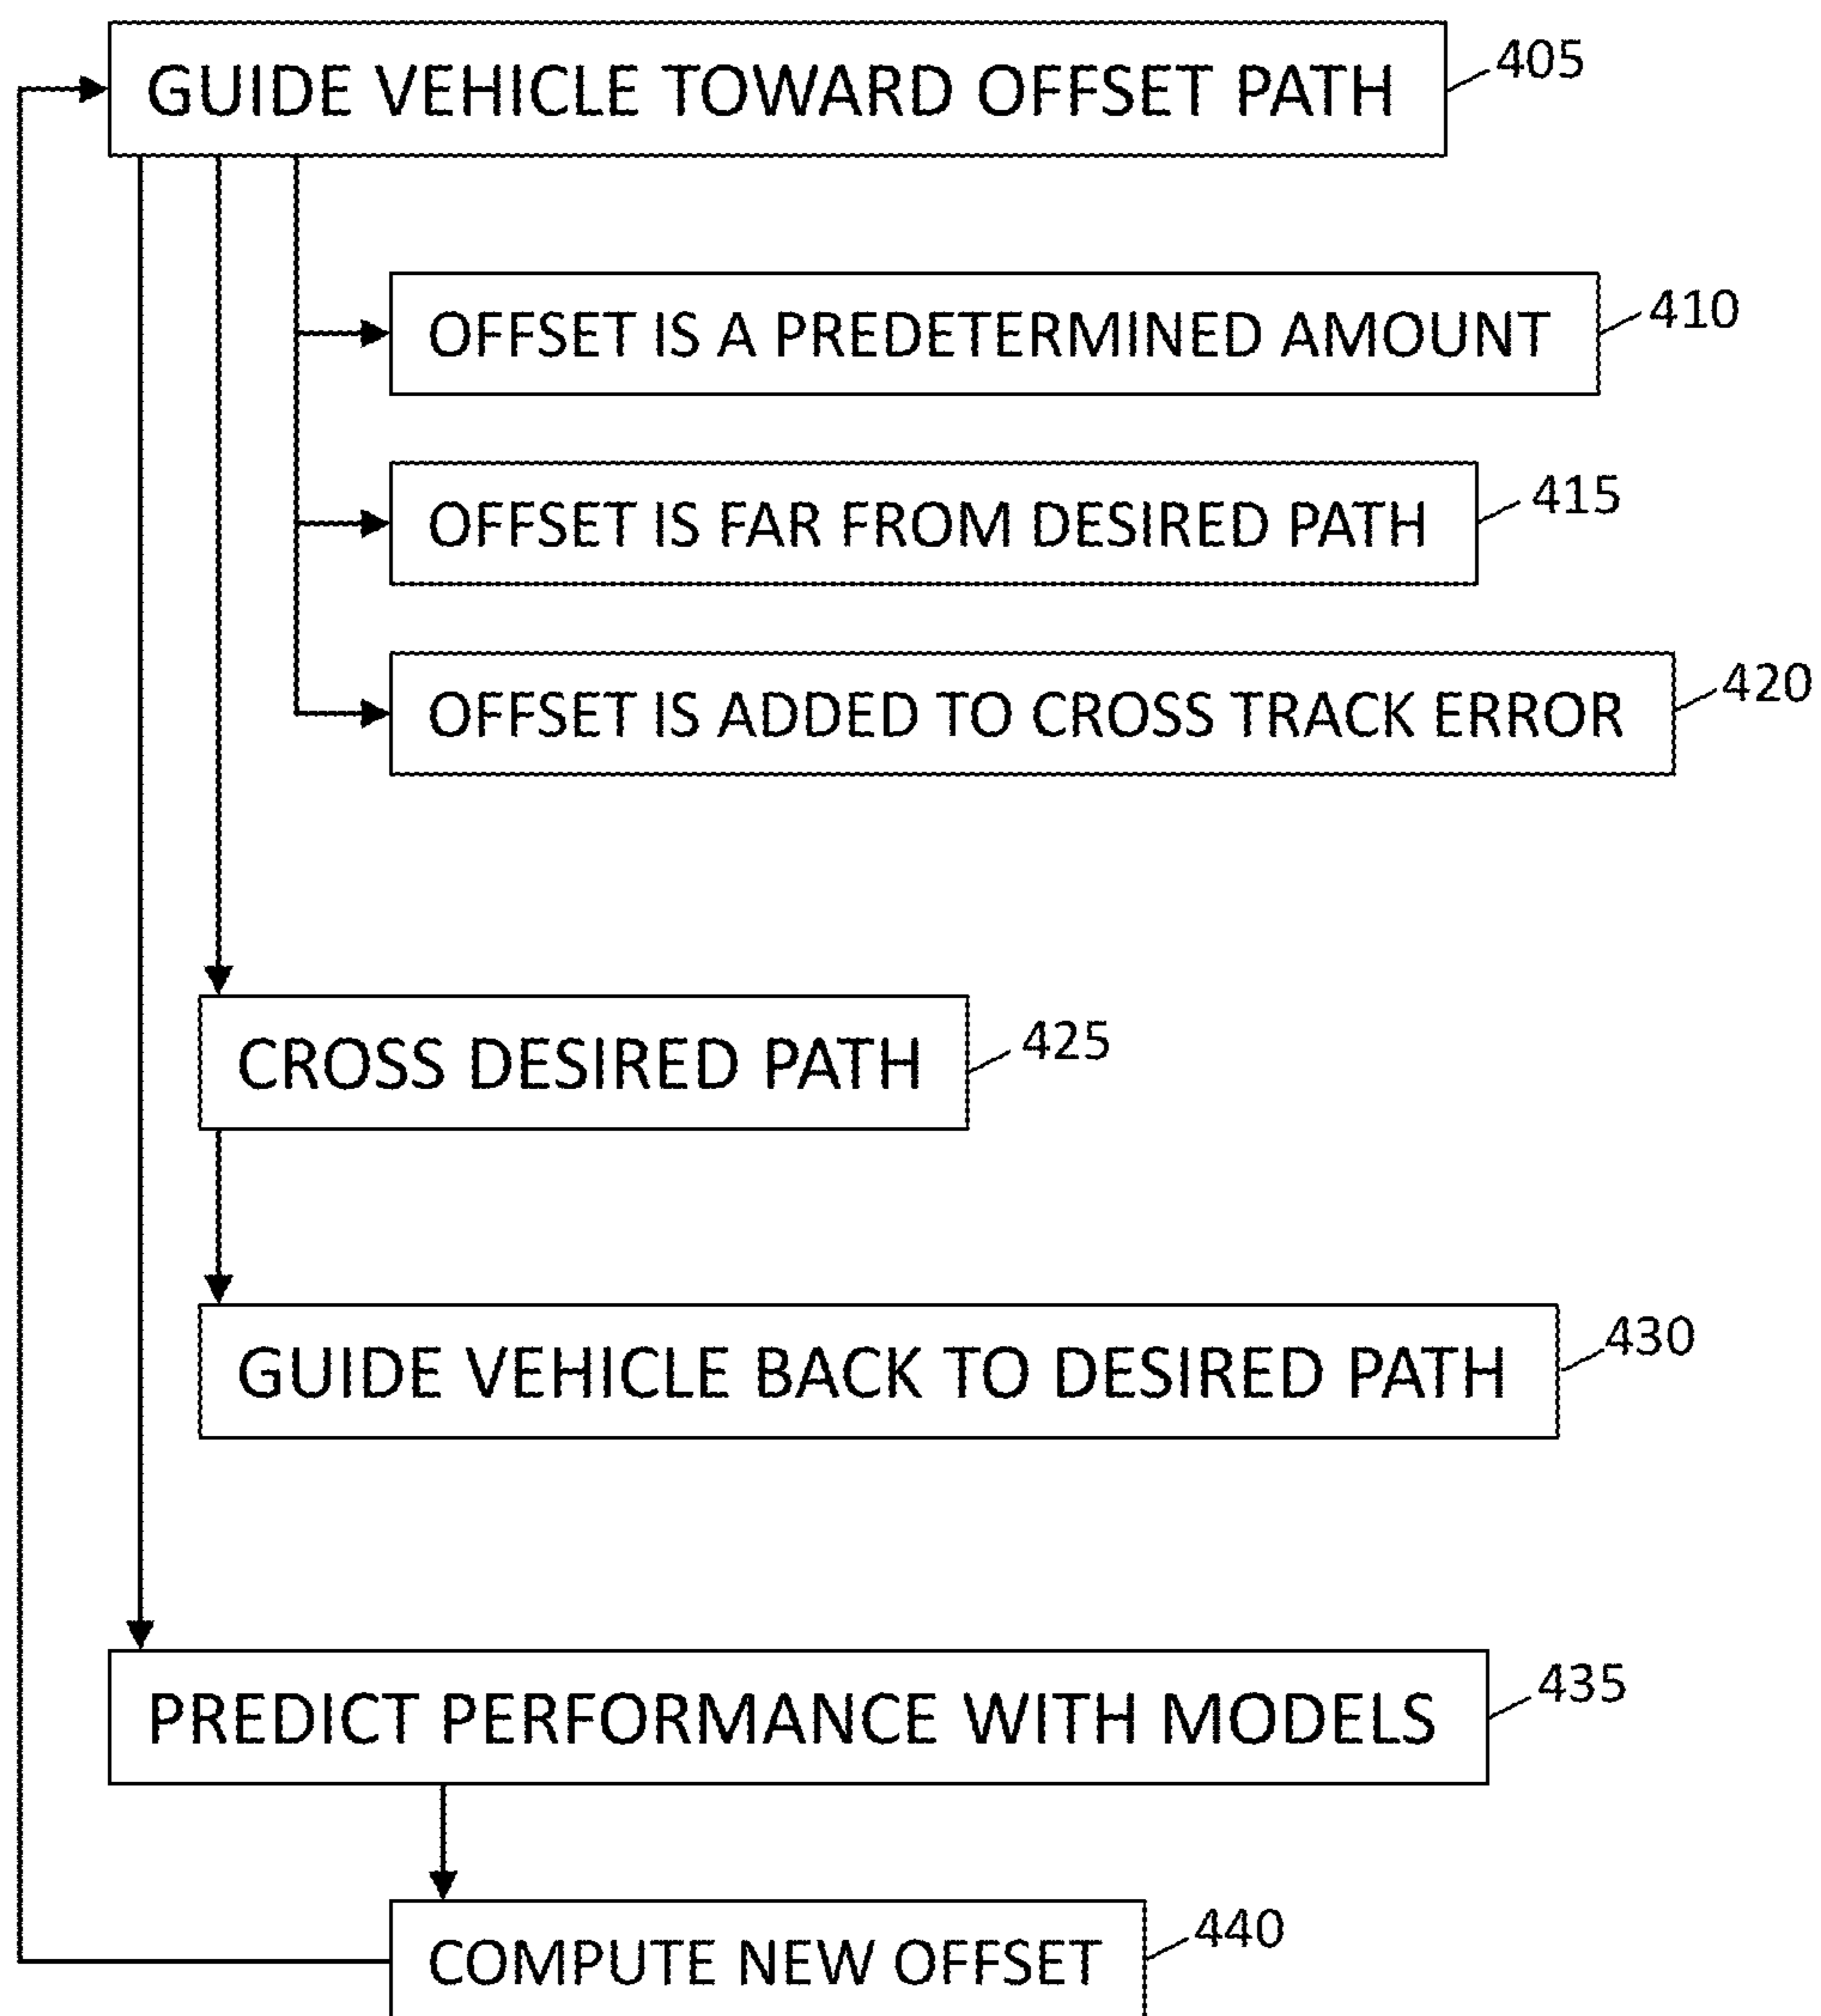 GUIDE VEHICLE TOWARD OFFSET PATH 405
OFFSET IS A PREDETERMINED AMOUNT 410
OFFSET IS FAR FROM DESIRED PATH 415
OFFSET IS ADDED TO CROSS TRACK ERROR 420
CROSS DESIRED PATH 425
GUIDE VEHICLE BACK TO DESIRED PATH 430
PREDICT PERFORMANCE WITH MODELS 435
COMPUTE NEW OFFSET 440